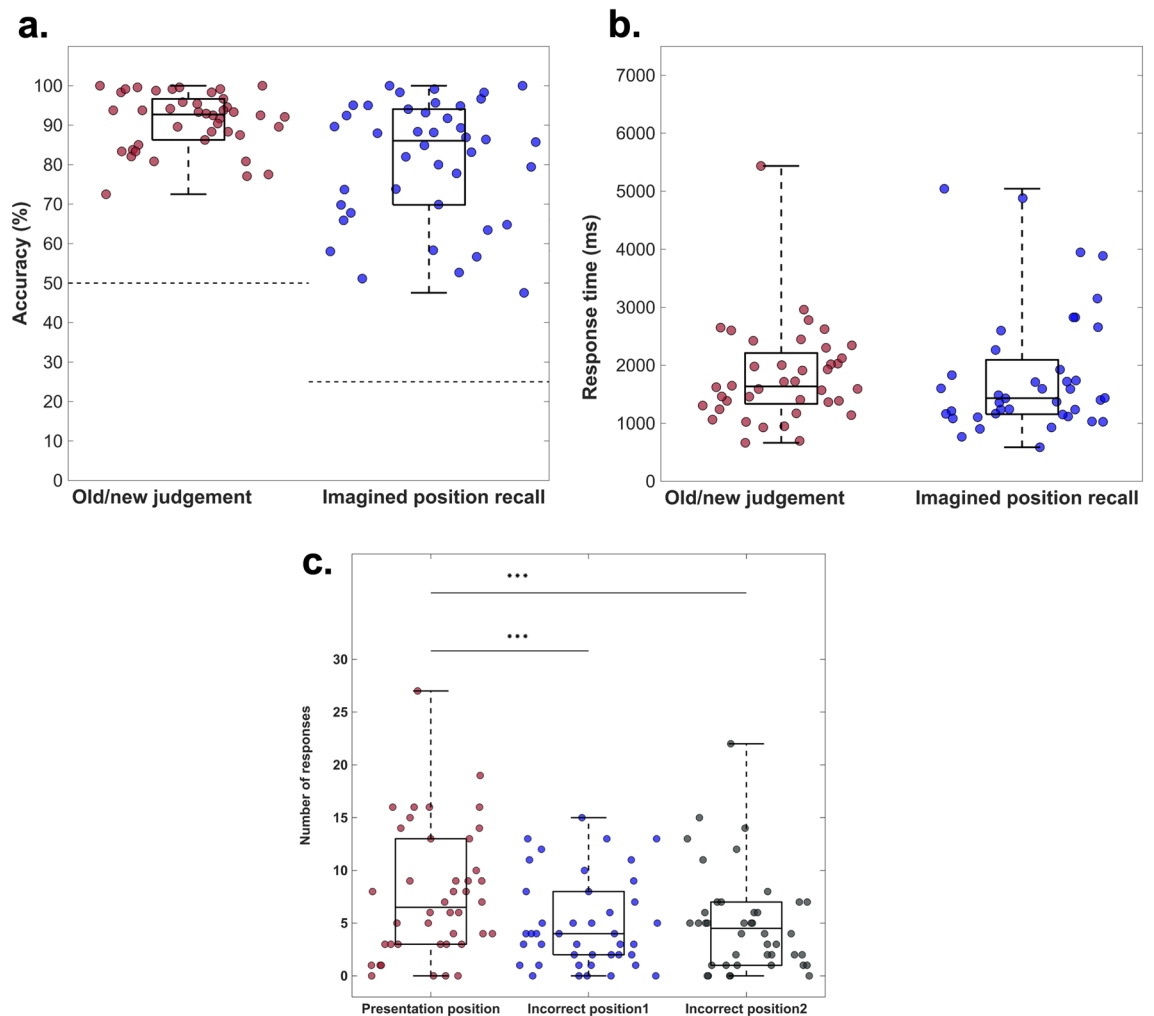 a.
Accuracy (%)
100
90
80
70
60
50
40
30
20
10
0
Old/new judgement
Imagined position recall
b.
Response time (ms)
7000
6000
5000
4000
3000
2000
1000
0
Old/new judgement
Imagined position recall
c.
Number of responses
30
25
20
15
10
5
0
***
***
Presentation position
Incorrect position1
Incorrect position2